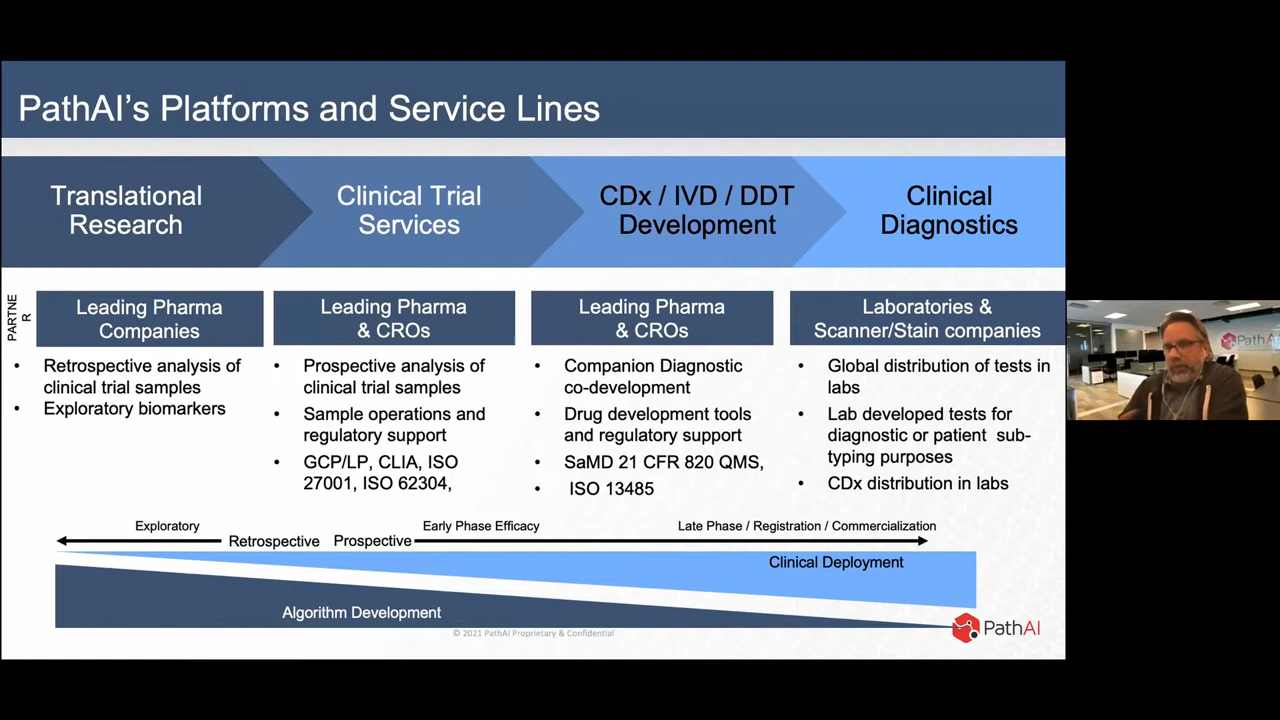 PathAI's Platforms and Service Lines
Translational
Research
Clinical Trial
Services
CDx / IVD / DDT
Development
Clinical
Diagnostics
PARTNE
R
Leading Pharma
Companies
Leading Pharma
& CROs
Leading Pharma
& CROs
Laboratories &
Scanner/Stain companies
• Retrospective analysis of
clinical trial samples
• Exploratory biomarkers
• Prospective analysis of
clinical trial samples
• Sample operations and
regulatory support
• GCP/LP, CLIA, ISO
27001, ISO 62304,
• Companion Diagnostic
co-development
• Drug development tools
and regulatory support
• SaMD 21 CFR 820 QMS,
• ISO 13485
• Global distribution of tests in
labs
• Lab developed tests for
diagnostic or patient sub-
typing purposes
• CDx distribution in labs
Exploratory
Early Phase Efficacy
Late Phase / Registration / Commercialization
Retrospective
Prospective
Clinical Deployment
Algorithm Development
© 2021 PathAI Proprietary & Confidential
PathAI
PathAI